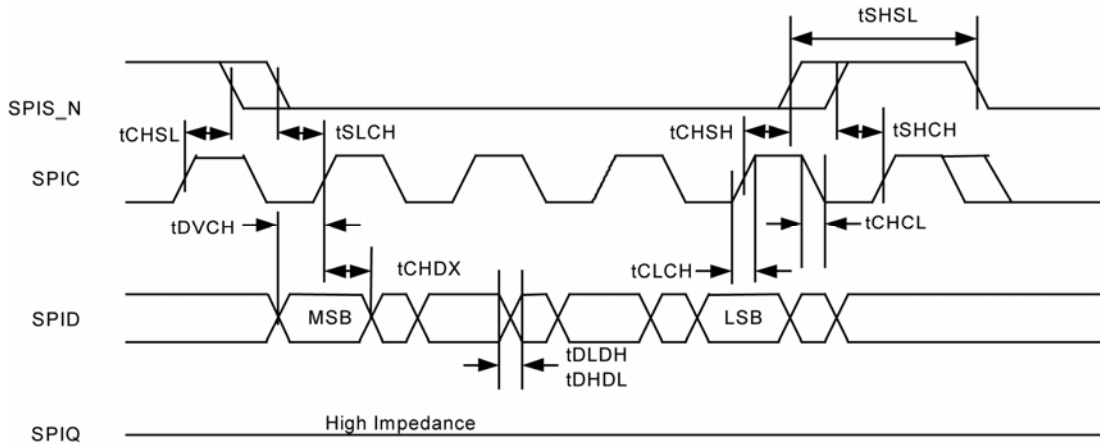 tSHSL
SPIS_N
tCHSL
tSLCH
tCHSH
tSHCH
SPIC
tDVCH
tCHDX
tCLCH
tCHCL
SPID
MSB
LSB
tDLDH
tDHDL
High Impedance
SPIQ